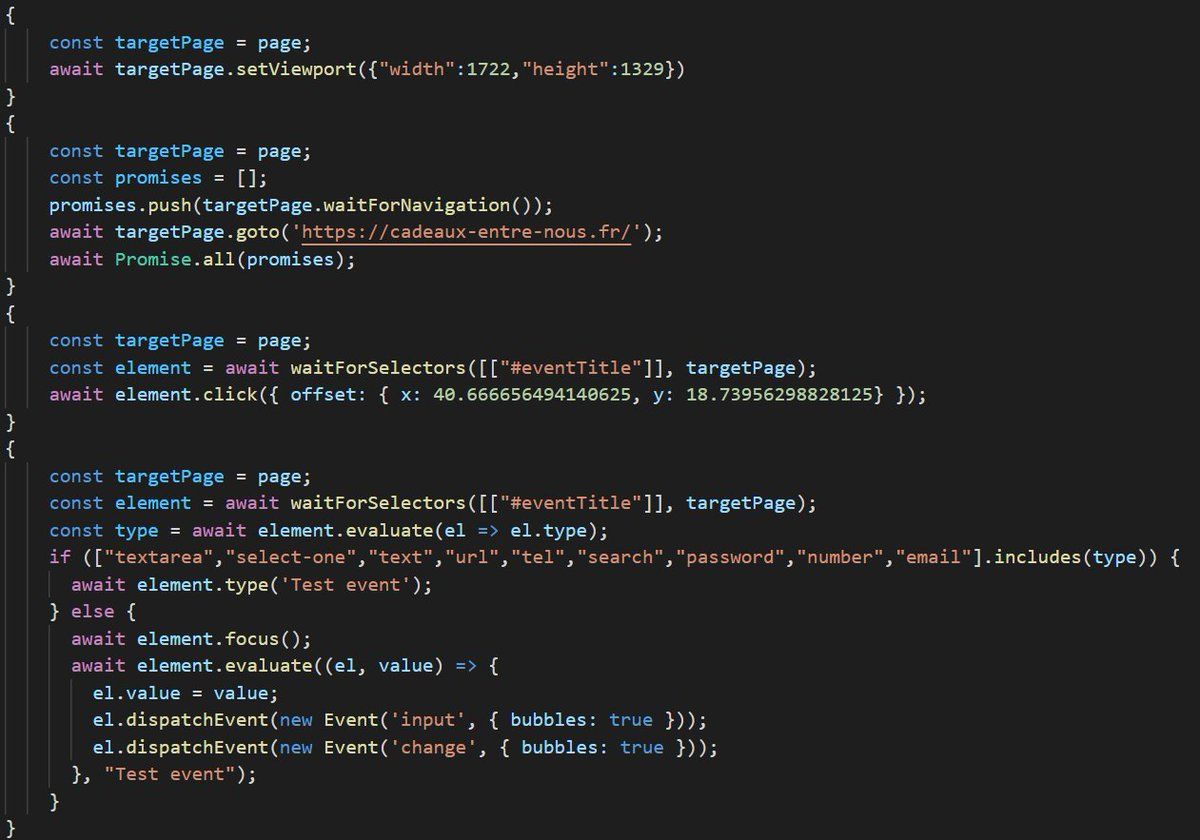 {
    const targetPage = page;
    await targetPage.setViewport({"width":1722,"height":1329})
}
{
    const targetPage = page;
    const promises = [];
    promises.push(targetPage.waitForNavigation());
    await targetPage.goto('https://cadeaux-entre-nous.fr/');
    await Promise.all(promises);
}
{
    const targetPage = page;
    const element = await waitForSelectors([["#eventTitle"]], targetPage);
    await element.click({ offset: { x: 40.666656494140625, y: 18.73956298828125} });
}
{
    const targetPage = page;
    const element = await waitForSelectors([["#eventTitle"]], targetPage);
    const type = await element.evaluate(el => el.type);
    if (["textarea","select-one","text","url","tel","search","password","number","email"].includes(type)) {
      await element.type('Test event');
    } else {
      await element.focus();
      await element.evaluate((el, value) => {
        el.value = value;
        el.dispatchEvent(new Event('input', { bubbles: true }));
        el.dispatchEvent(new Event('change', { bubbles: true }));
      }, "Test event");
    }
}